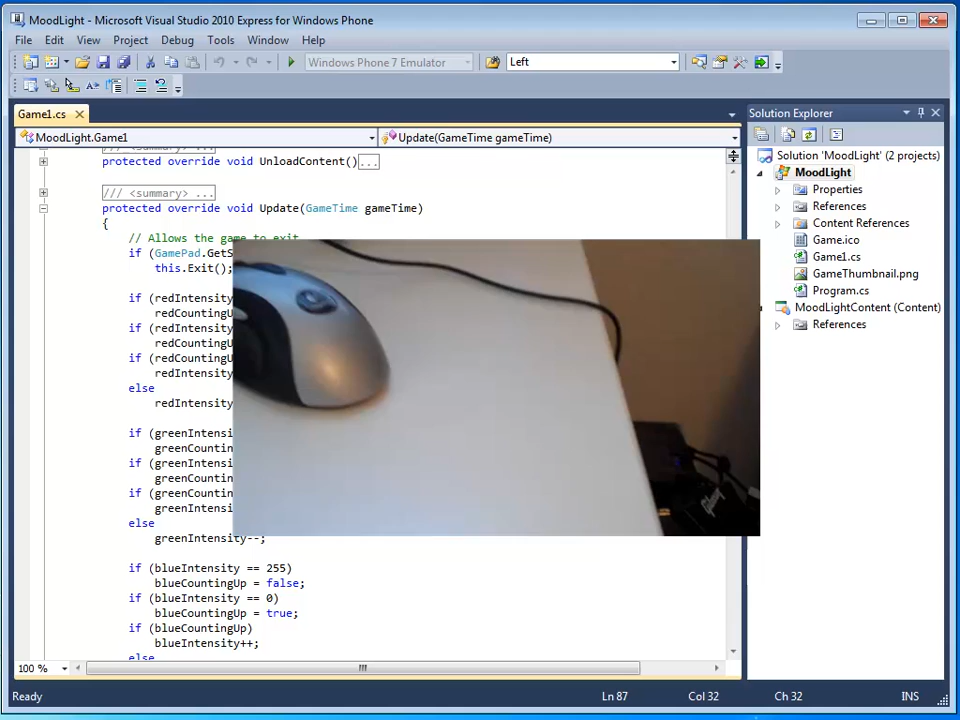 MoodLight - Microsoft Visual Studio 2010 Express for Windows Phone
File Edit View Project Debug Tools Window Help
Windows Phone 7 Emulator
Left
Game1.cs
MoodLight.Game1
Update(GameTime gameTime)
/// <summary> ...
protected override void UnloadContent()...
/// <summary> ...
protected override void Update(GameTime gameTime)
{
// Allows the game to exit
if (GamePad.GetS
this.Exit();
if (redIntensity
redCountingU
if (redIntensity
redCountingU
if (redCountingU
redIntensity
else
redIntensity
if (greenIntensi
greenCountin
if (greenIntensi
greenCountin
if (greenCountin
greenIntensi
else
greenIntensity--;
if (blueIntensity == 255)
blueCountingUp = false;
if (blueIntensity == 0)
blueCountingUp = true;
if (blueCountingUp)
blueIntensity++;
else
100 %
Solution Explorer
Solution 'MoodLight' (2 projects)
MoodLight
Properties
References
Content References
Game.ico
Game1.cs
GameThumbnail.png
Program.cs
MoodLightContent (Content)
References
Ready
Ln 87
Col 32
Ch 32
INS